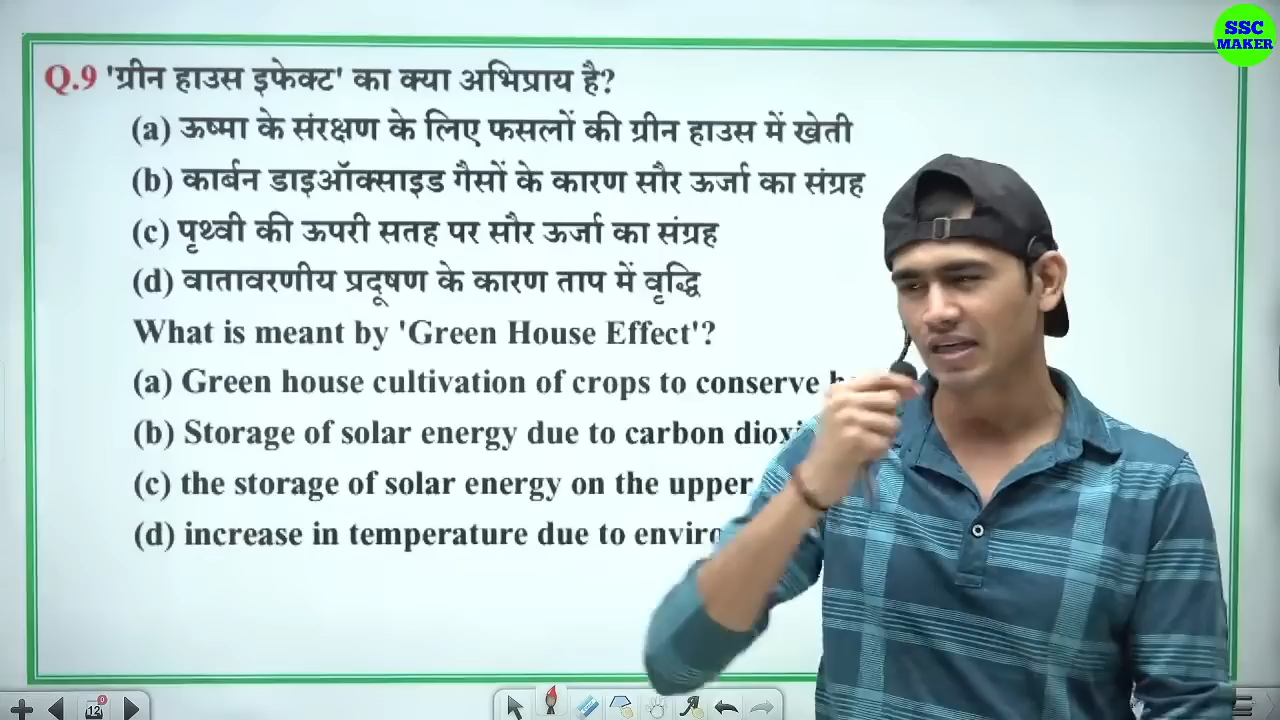 SSC
MAKER
Q.9 'ग्रीन हाउस इफेक्ट' का क्या अभिप्राय है?
(a) ऊष्मा के संरक्षण के लिए फसलों की ग्रीन हाउस में खेती
(b) कार्बन डाइऑक्साइड गैसों के कारण सौर ऊर्जा का संग्रह
(c) पृथ्वी की ऊपरी सतह पर सौर ऊर्जा का संग्रह
(d) वातावरणीय प्रदूषण के कारण ताप में वृद्धि
What is meant by 'Green House Effect'?
(a) Green house cultivation of crops to conserve
(b) Storage of solar energy due to carbon
(c) the storage of solar energy on the upper
(d) increase in temperature due to
12